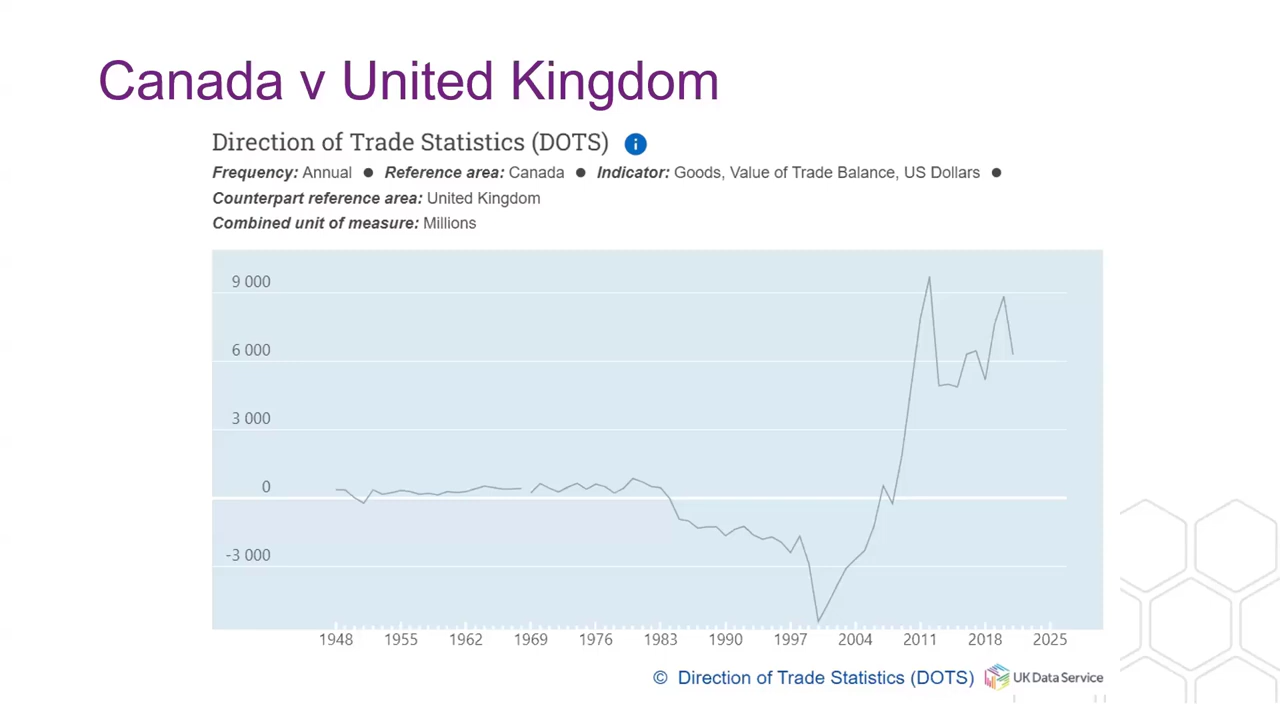 Canada v United Kingdom
Direction of Trade Statistics (DOTS) i
Frequency: Annual ● Reference area: Canada ● Indicator: Goods, Value of Trade Balance, US Dollars ●
Counterpart reference area: United Kingdom
Combined unit of measure: Millions
9 000
6 000
3 000
0
-3 000
1948 1955 1962 1969 1976 1983 1990 1997 2004 2011 2018 2025
© Direction of Trade Statistics (DOTS) UK Data Service